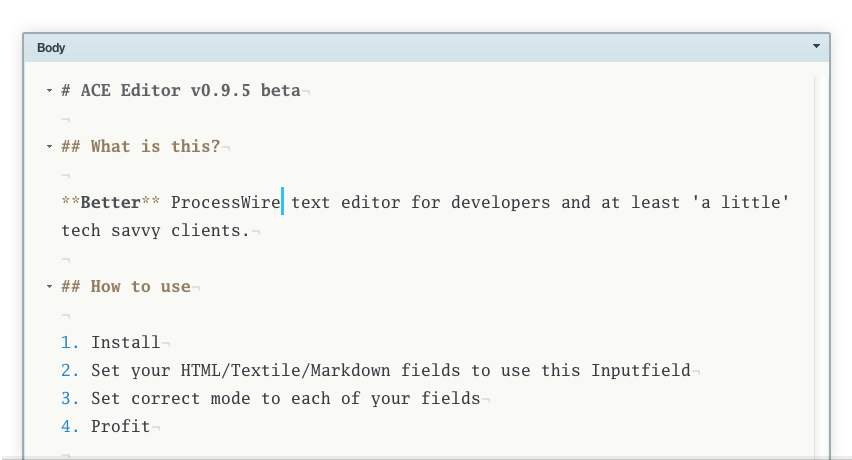 Body
# ACE Editor v0.9.5 beta¬
¬
## What is this?¬
¬
**Better** ProcessWire text editor for developers and at least 'a little'
tech savvy clients.¬
¬
## How to use¬
¬
1. Install¬
2. Set your HTML/Textile/Markdown fields to use this Inputfield¬
3. Set correct mode to each of your fields¬
4. Profit¬
¬